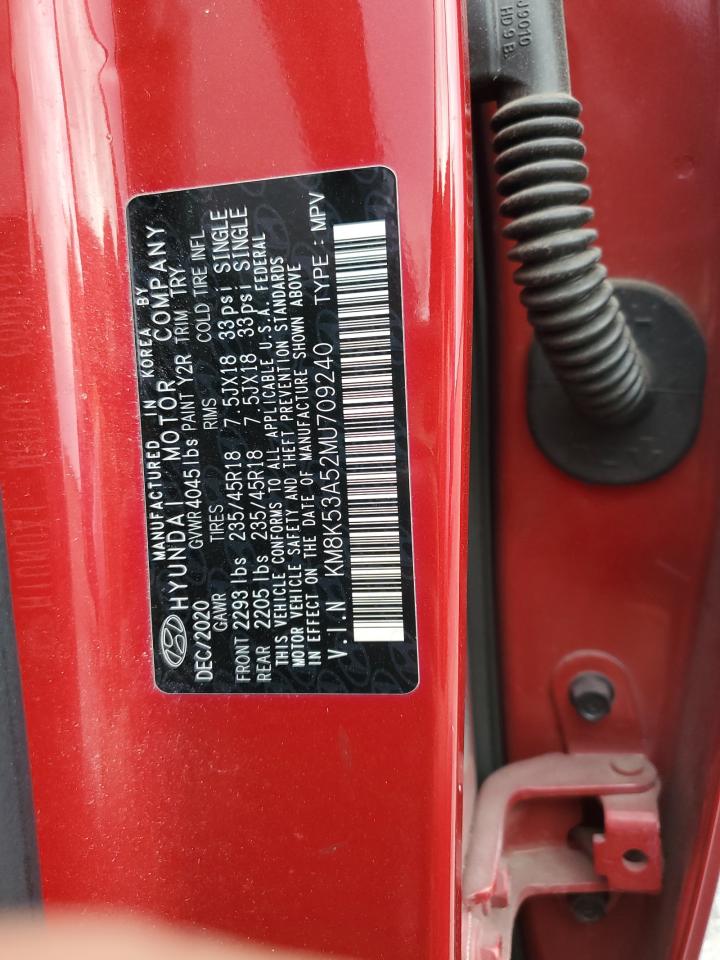 MANUFACTURED IN KOREA BY
HYUNDAI MOTOR COMPANY
DEC/2020 GVWR 4045 lbs PAINT Y2R TRIM TRY
GAWR TIRES RIMS COLD TIRE INFL
FRONT 2293 lbs 235/45R18 7.5JX18 33psi SINGLE
REAR 2205 lbs 235/45R18 7.5JX18 33psi SINGLE
THIS VEHICLE CONFORMS TO ALL APPLICABLE U.S.A. FEDERAL
MOTOR VEHICLE SAFETY AND THEFT PREVENTION STANDARDS
IN EFFECT ON THE DATE OF MANUFACTURE SHOWN ABOVE
V.I.N KM8K53A52MU709240 TYPE : MPV
J9010